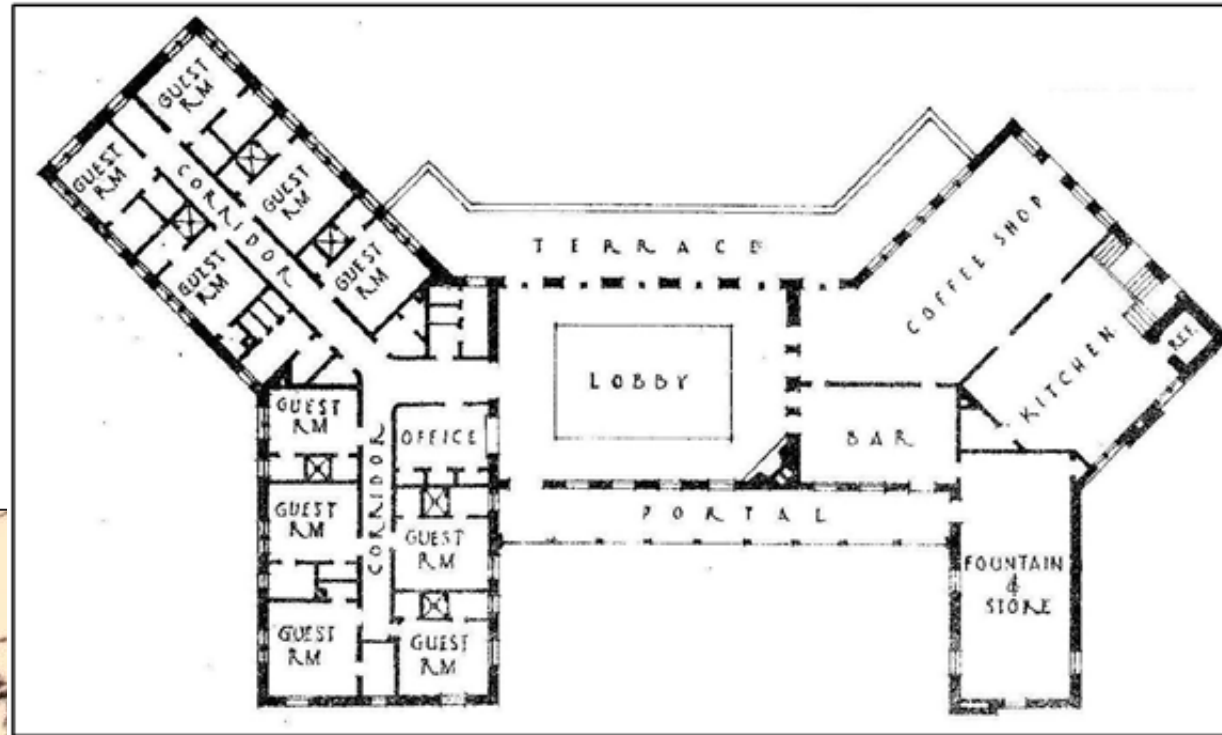 GUEST
RM
GUEST
RM
CORRIDOR
GUEST
RM
GUEST
RM
GUEST
RM
TERRACE
COFFEE SHOP
KITCHEN
REF.
LOBBY
BAR
GUEST
RM
OFFICE
CORRIDOR
GUEST
RM
GUEST
RM
PORTAL
FOUNTAIN
&
STORE
GUEST
RM
GUEST
RM